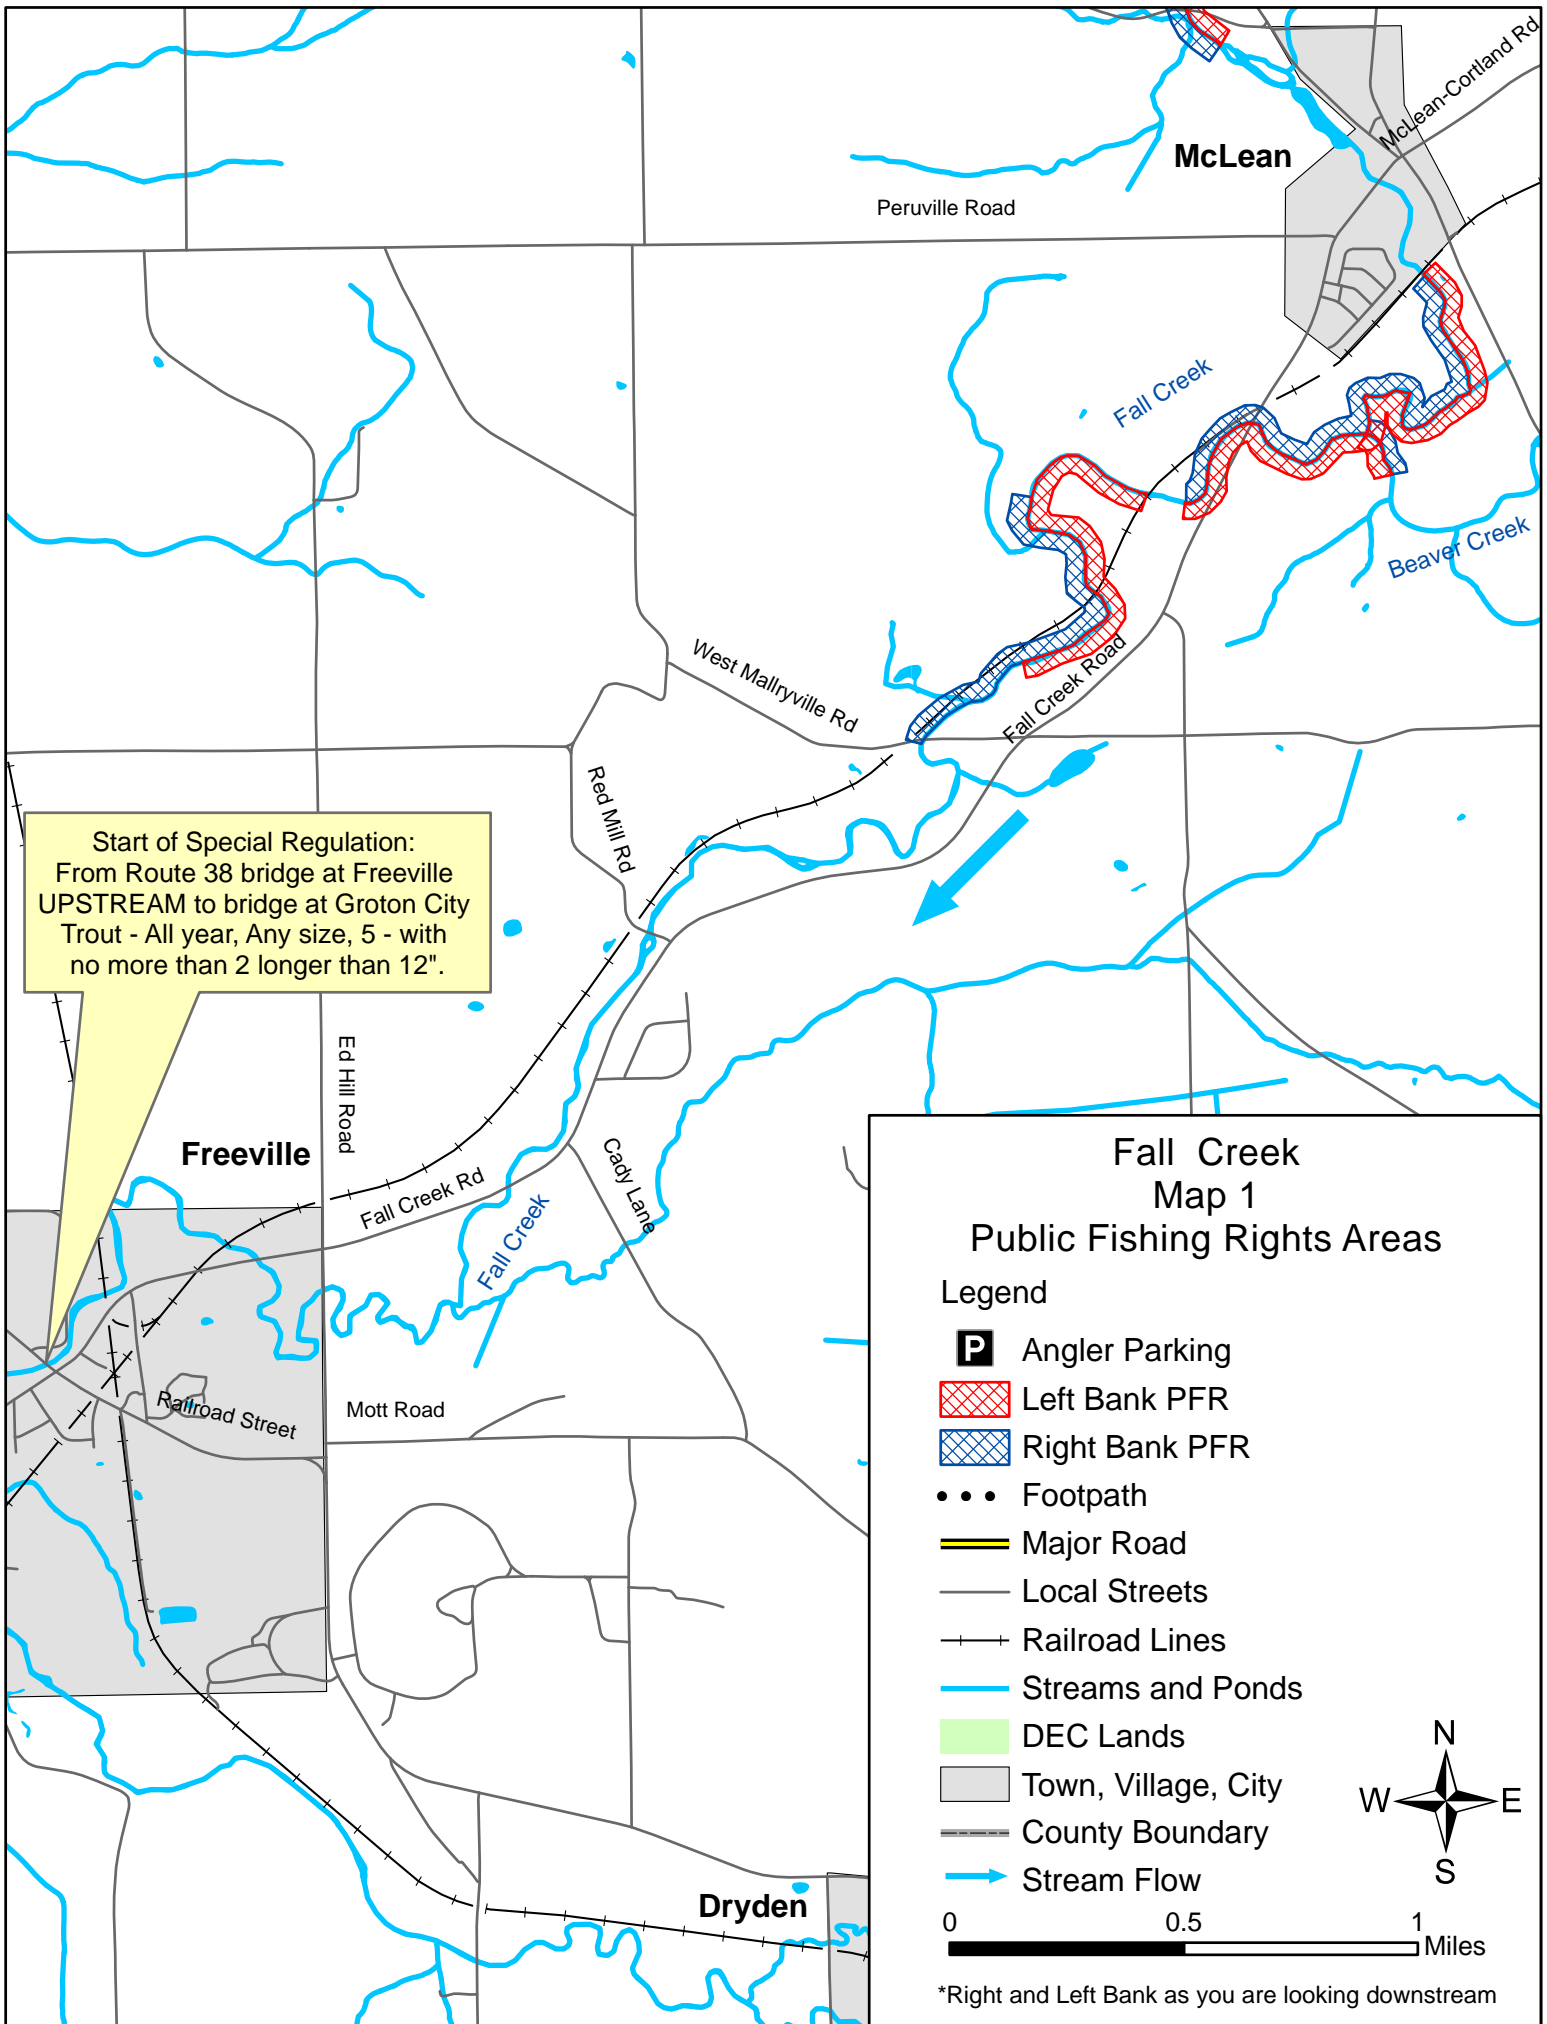 McLean-Cortland Rd
McLean
Peruville Road
Fall Creek
Beaver Creek
West Mallryville Rd
Fall Creek Road
Red Mill Rd
Start of Special Regulation:
From Route 38 bridge at Freeville
UPSTREAM to bridge at Groton City
Trout - All year, Any size, 5 - with
no more than 2 longer than 12".
Ed Hill Road
Freeville
Fall Creek Rd
Cady Lane
Fall Creek
Railroad Street
Mott Road
Dryden
Fall Creek
Map 1
Public Fishing Rights Areas
Legend
P Angler Parking
Left Bank PFR
Right Bank PFR
Footpath
Major Road
Local Streets
Railroad Lines
Streams and Ponds
DEC Lands
Town, Village, City
County Boundary
Stream Flow
N
W E
S
0 0.5 1
Miles
*Right and Left Bank as you are looking downstream